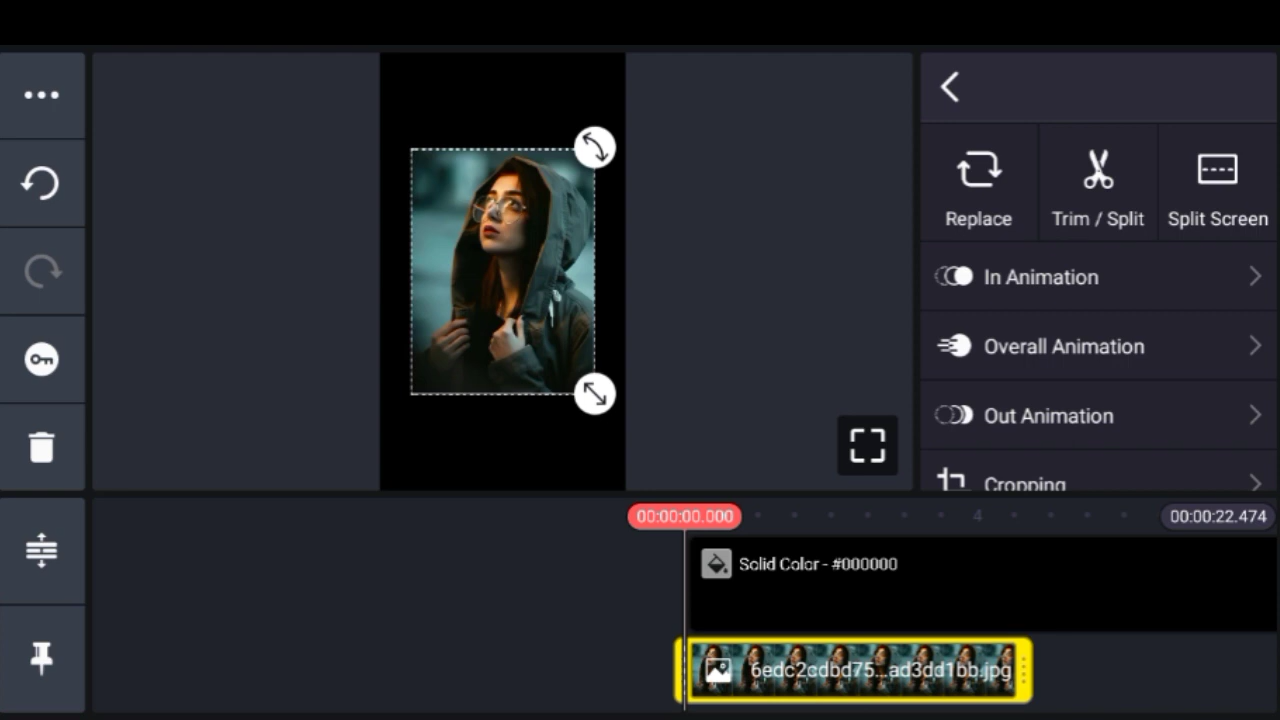 Replace
Trim / Split
Split Screen
In Animation
Overall Animation
Out Animation
Cropping
00:00:00.000
4
00:00:22.474
Solid Color - #000000
6edc2cdbd75...ad3dd1bb.jpg